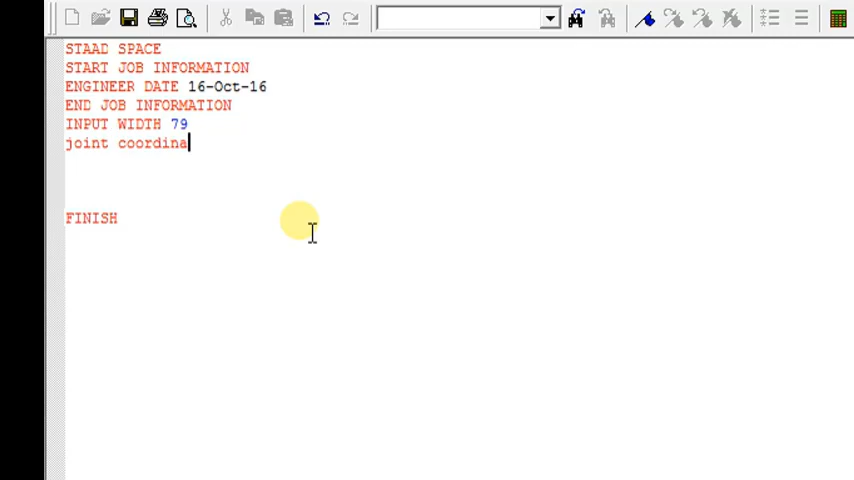 STAAD SPACE
START JOB INFORMATION
ENGINEER DATE 16-Oct-16
END JOB INFORMATION
INPUT WIDTH 79
joint coordina
FINISH